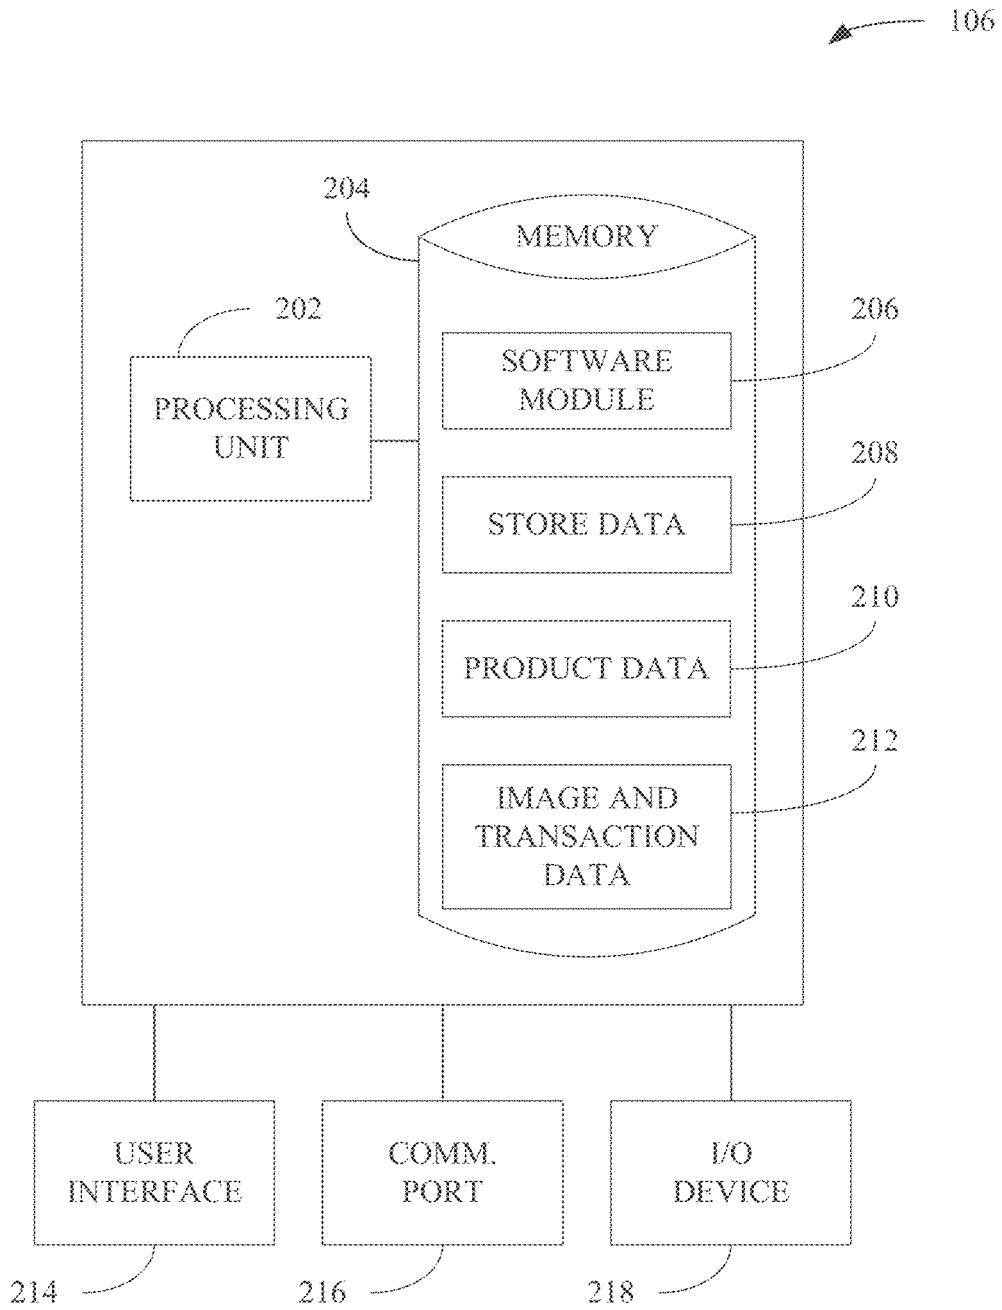 106
204
MEMORY
202
206
SOFTWARE
MODULE
PROCESSING
UNIT
208
STORE DATA
210
PRODUCT DATA
212
IMAGE AND
TRANSACTION
DATA
USER
INTERFACE
COMM.
PORT
I/O
DEVICE
214
216
218